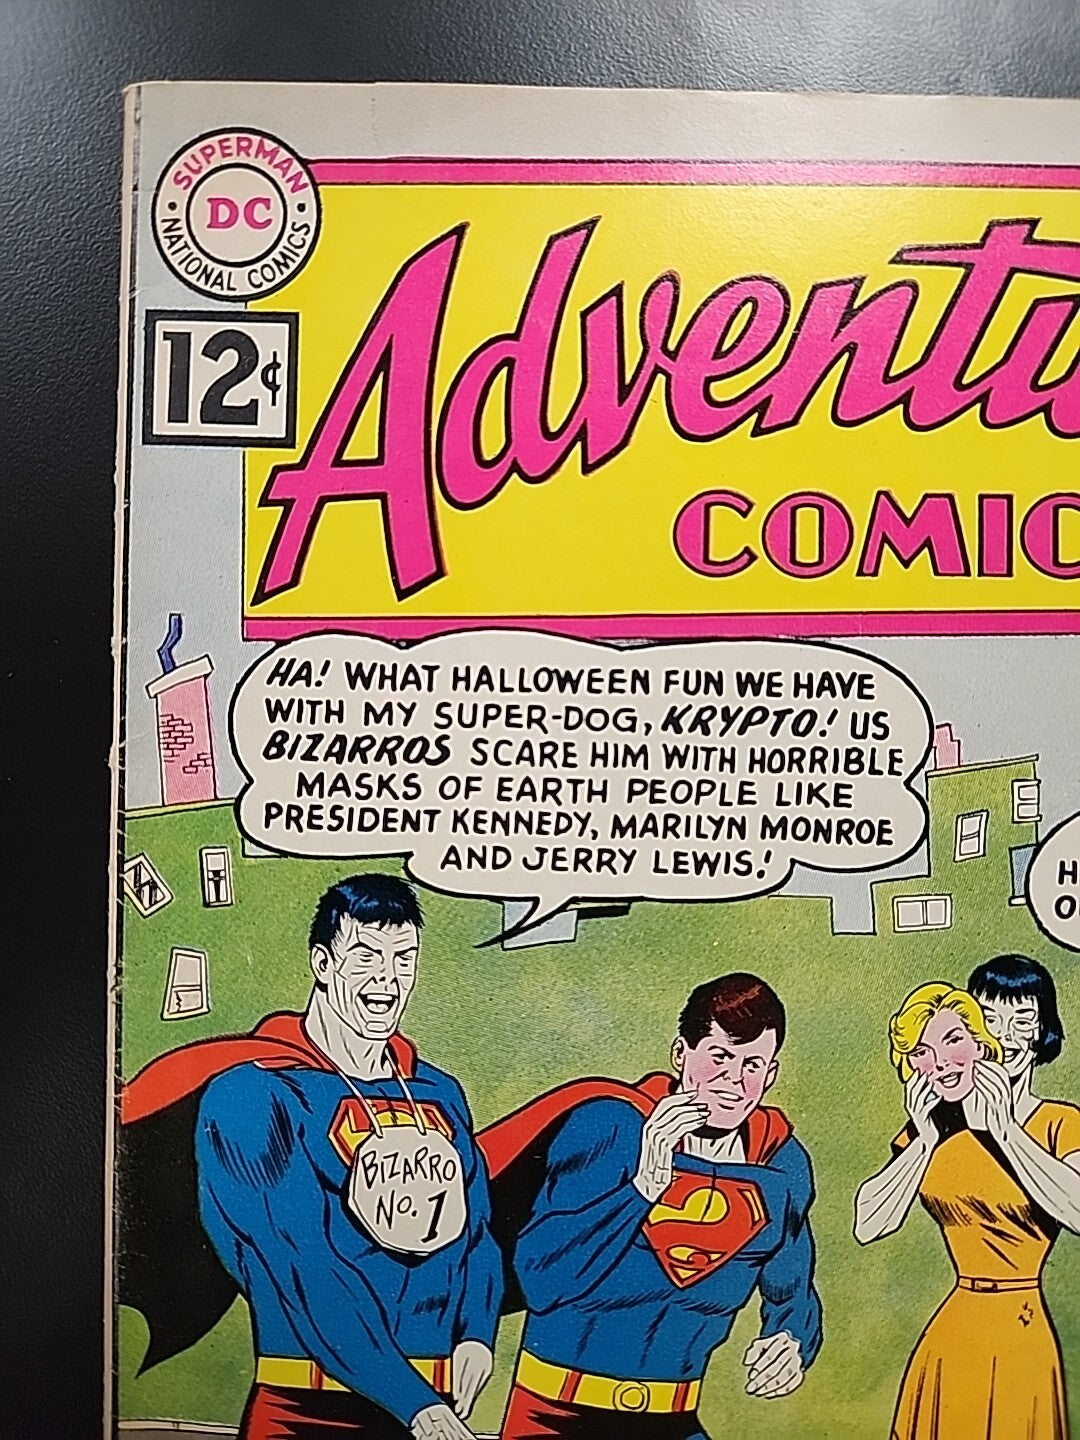 SUPERMAN
DC
NATIONAL COMICS
12¢
Adventu
COMIC
HA! WHAT HALLOWEEN FUN WE HAVE
WITH MY SUPER-DOG, KRYPTO! US
BIZARROS SCARE HIM WITH HORRIBLE
MASKS OF EARTH PEOPLE LIKE
PRESIDENT KENNEDY, MARILYN MONROE
AND JERRY LEWIS!
H
O
BIZARRO
NO. 1
S